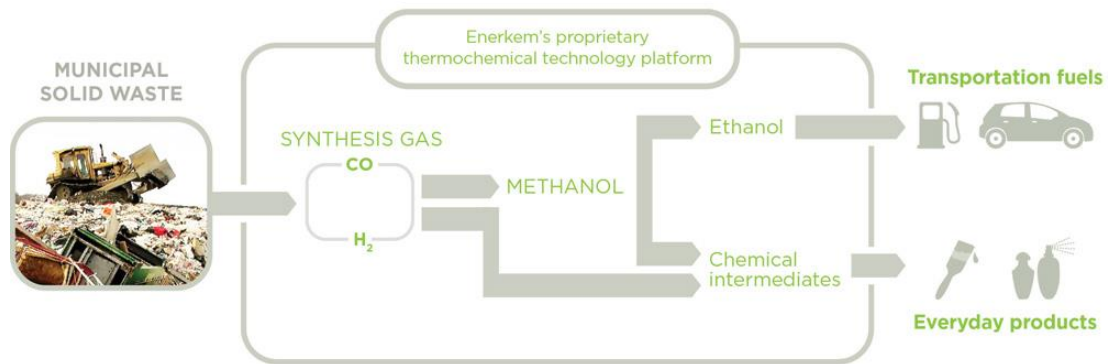 Enerkem's proprietary
thermochemical technology platform
MUNICIPAL
SOLID WASTE
SYNTHESIS GAS
CO
H₂
METHANOL
Ethanol
Chemical
intermediates
Transportation fuels
Everyday products